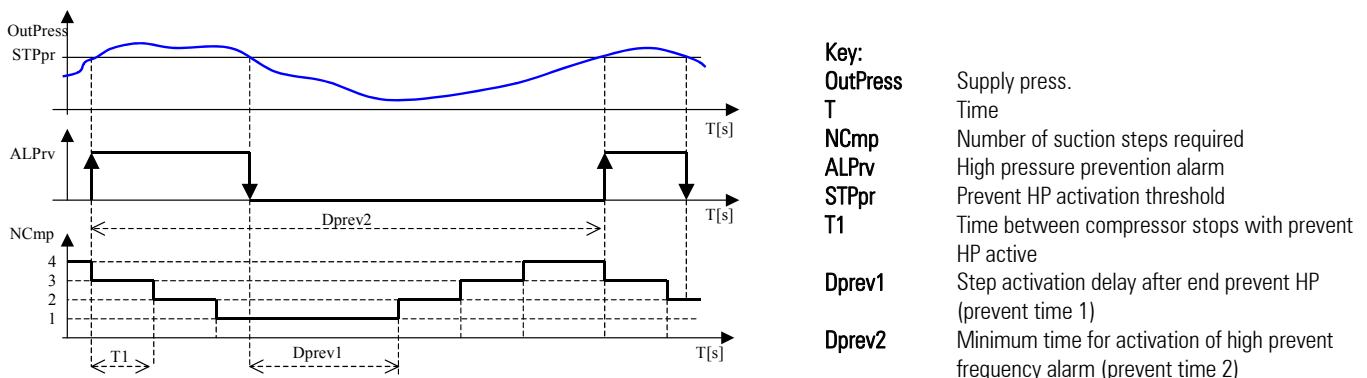 OutPress
STPpr
T[s]
ALPrv
T[s]
Dprev2
NCmp
4
3
2
1
T1
Dprev1
T[s]
Key:
OutPress Supply press.
T Time
NCmp Number of suction steps required
ALPrv High pressure prevention alarm
STPpr Prevent HP activation threshold
T1 Time between compressor stops with prevent
HP active
Dprev1 Step activation delay after end prevent HP
(prevent time 1)
Dprev2 Minimum time for activation of high prevent
frequency alarm (prevent time 2)